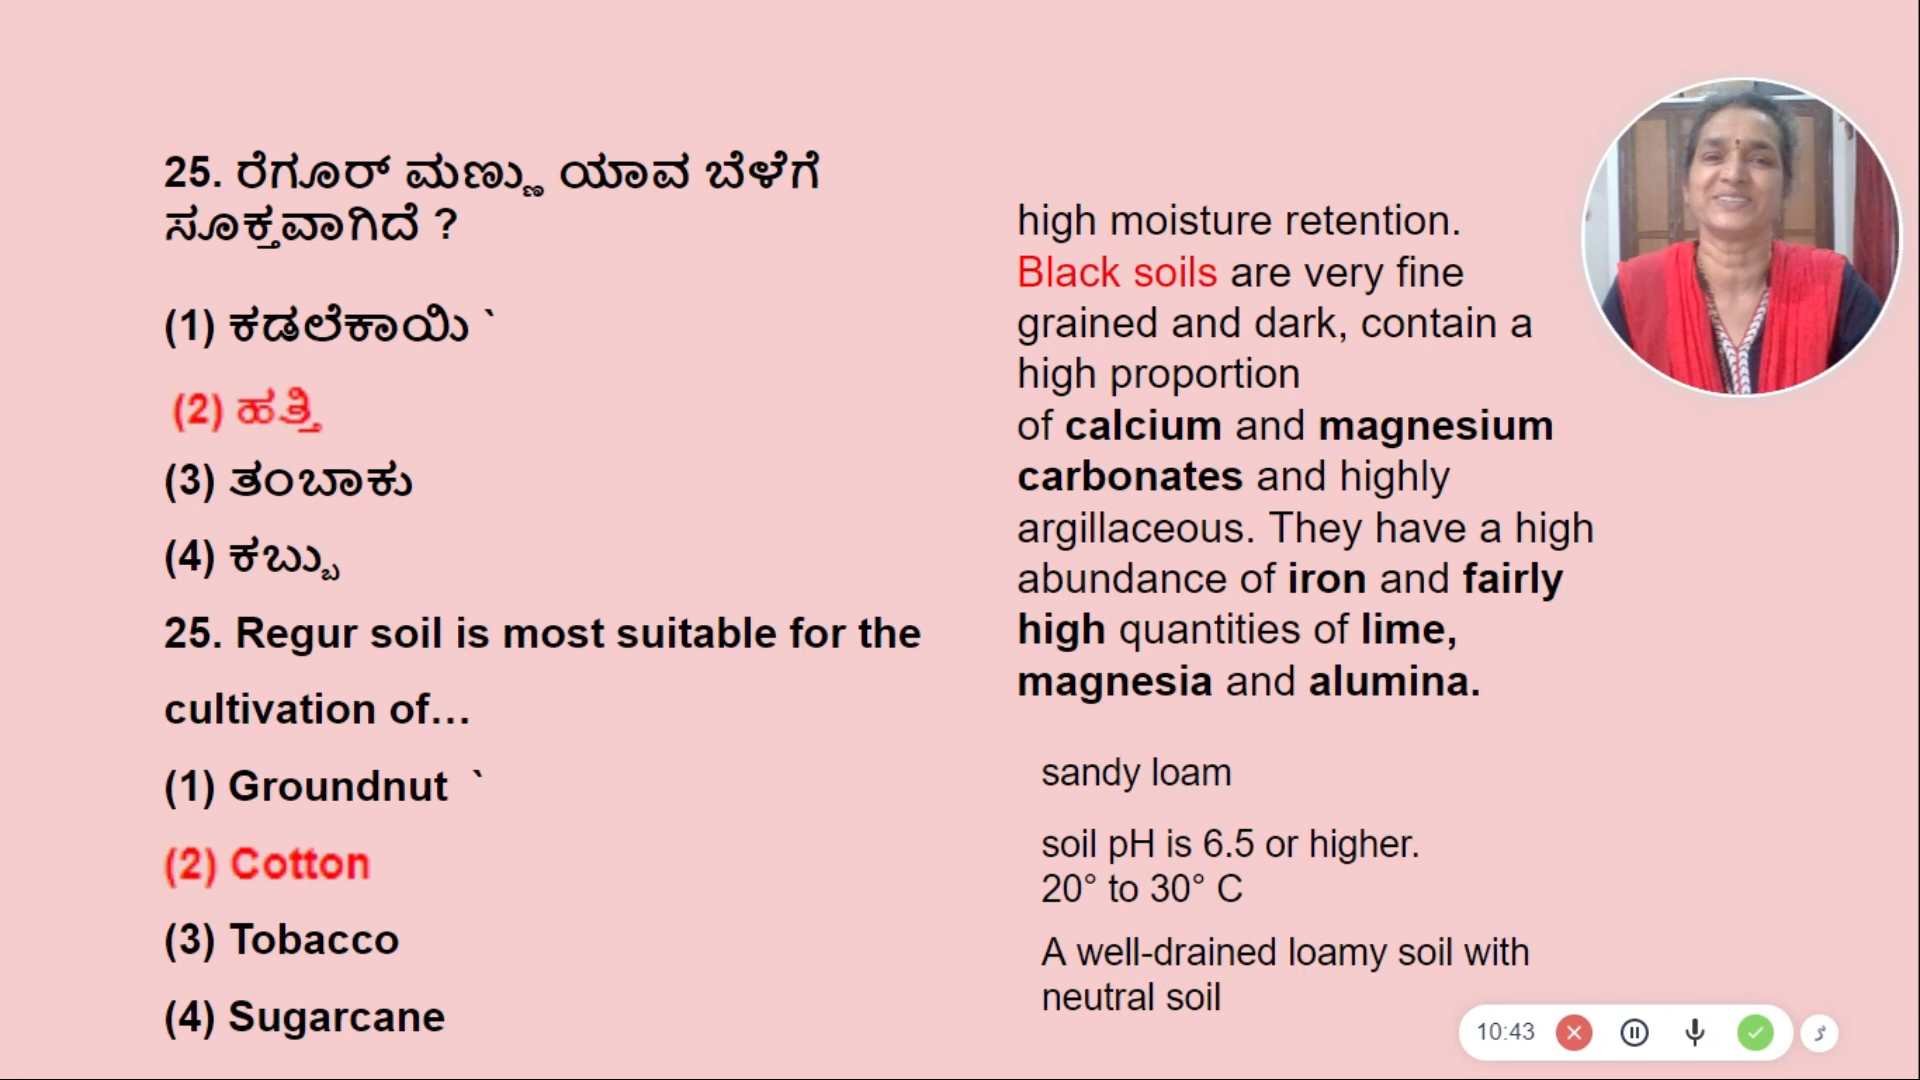 25. ರೆಗೂರ್ ಮಣ್ಣು ಯಾವ ಬೆಳೆಗೆ
ಸೂಕ್ತವಾಗಿದೆ ?
(1) ಕಡಲೆಕಾಯಿ `
(2) ಹತ್ತಿ
(3) ತಂಬಾಕು
(4) ಕಬ್ಬು
25. Regur soil is most suitable for the
cultivation of…
(1) Groundnut `
(2) Cotton
(3) Tobacco
(4) Sugarcane
high moisture retention.
Black soils are very fine
grained and dark, contain a
high proportion
of calcium and magnesium
carbonates and highly
argillaceous. They have a high
abundance of iron and fairly
high quantities of lime,
magnesia and alumina.
sandy loam
soil pH is 6.5 or higher.
20° to 30° C
A well-drained loamy soil with
neutral soil
10:43